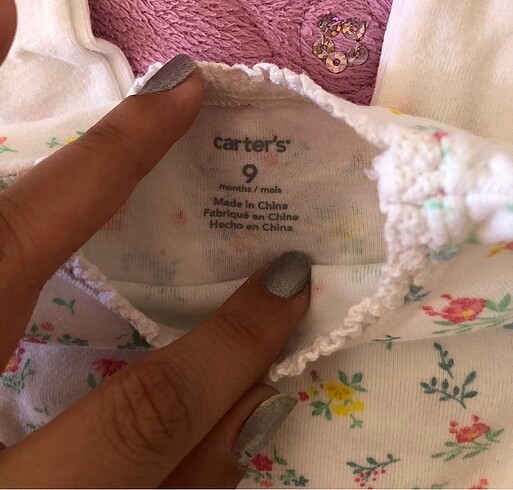 carter's
9
months / mois
Made in China
Fabriqué en Chine
Hecho en China